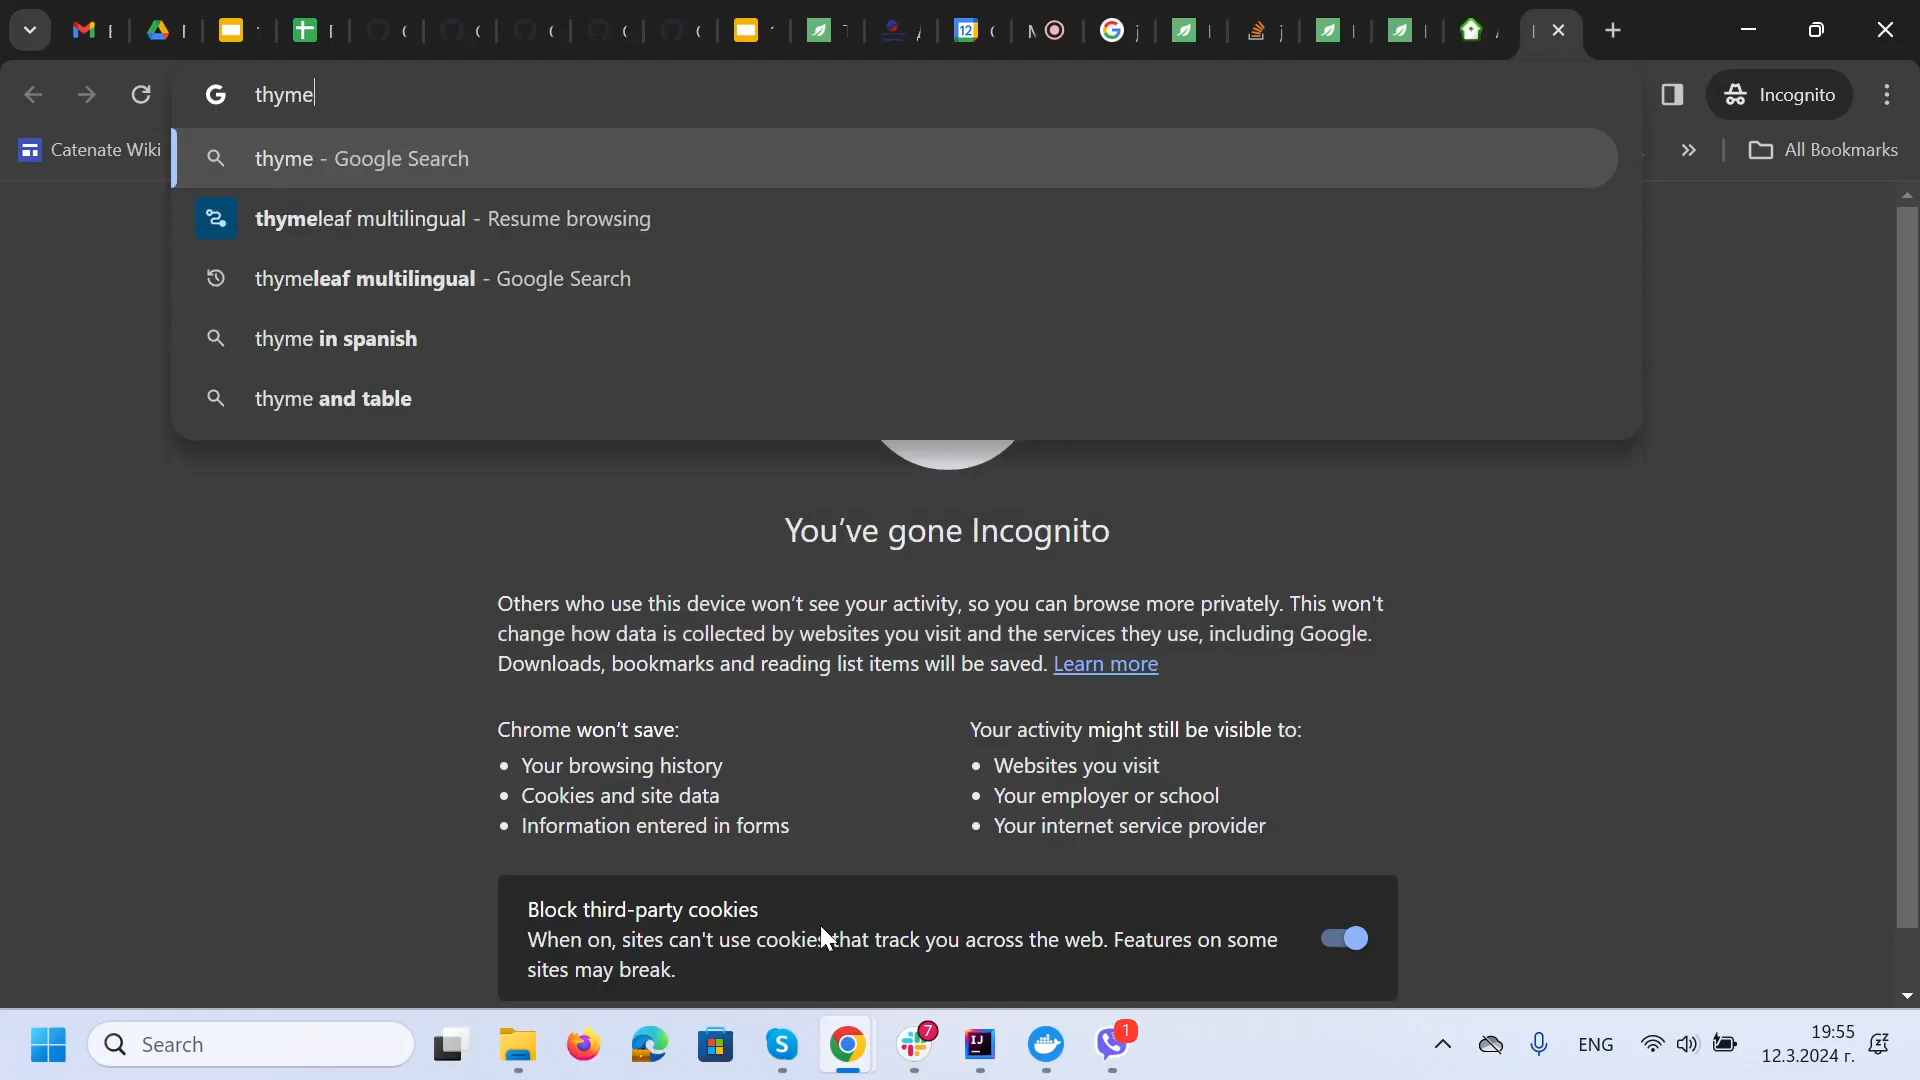 thyme
Incognito
Catenate Wiki
All Bookmarks
thyme - Google Search
thymeleaf multilingual - Resume browsing
thymeleaf multilingual - Google Search
thyme in spanish
thyme and table
You've gone Incognito
Others who use this device won't see your activity, so you can browse more privately. This won't
change how data is collected by websites you visit and the services they use, including Google.
Downloads, bookmarks and reading list items will be saved. Learn more
Chrome won't save:
Your activity might still be visible to:
• Your browsing history
• Websites you visit
• Cookies and site data
• Your employer or school
• Information entered in forms
• Your internet service provider
Block third-party cookies
When on, sites can't use cookies that track you across the web. Features on some
sites may break.
Search
7
1
ENG
19:55
12.3.2024 г.